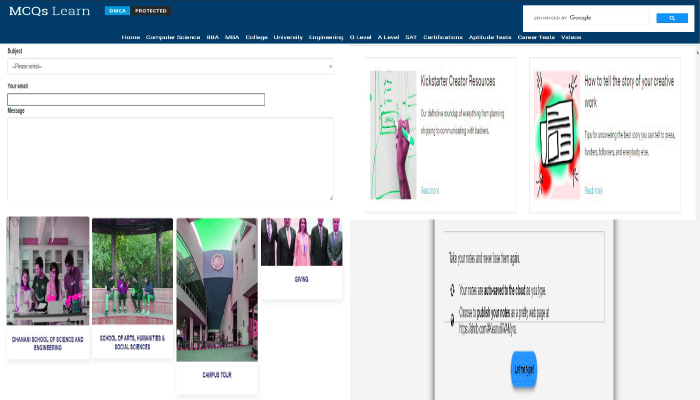 MCQs Learn
DMCA PROTECTED
ENHANCED BY Google
Home Computer Science BBA MBA College University Engineering O Level A Level SAT Certifications Aptitude Tests Career Tests Videos
Subject
--Please select--
Your email
Message
Kickstarter Creator Resources
Our definitive roundup of everything from planning
shipping to communicating with backers.
Read more
How to tell the story of your creative
work
Tips for uncovering the best story you can tell to press,
funders, followers, and everybody else.
Read more
DHANANI SCHOOL OF SCIENCE AND
ENGINEERING
SCHOOL OF ARTS, HUMANITIES &
SOCIAL SCIENCES
CAMPUS TOUR
GIVING
Take your notes and never lose them again.
Your notes are auto-saved to the cloud as you type.
Choose to publish your notes as a pretty web page at
Let me type!